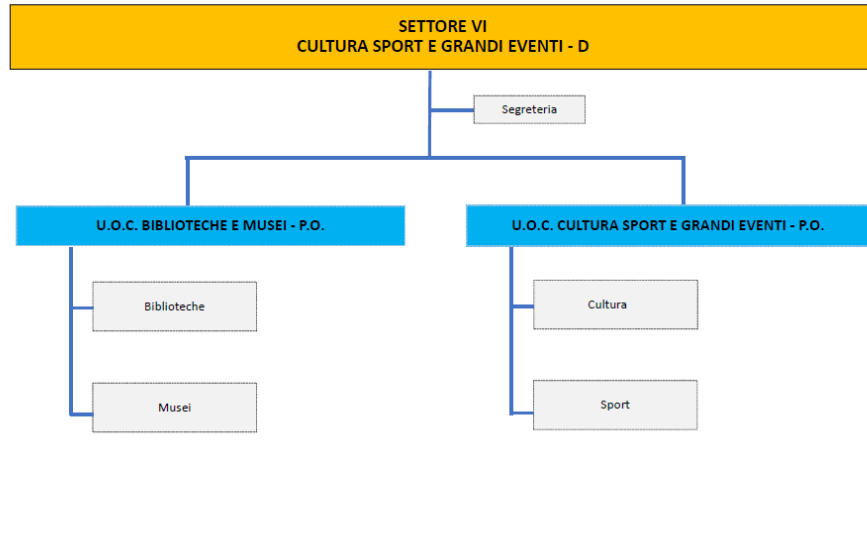 SETTORE VI
CULTURA SPORT E GRANDI EVENTI - D
Segreteria
U.O.C. BIBLIOTECHE E MUSEI - P.O.
U.O.C. CULTURA SPORT E GRANDI EVENTI - P.O.
Biblioteche
Cultura
Musei
Sport